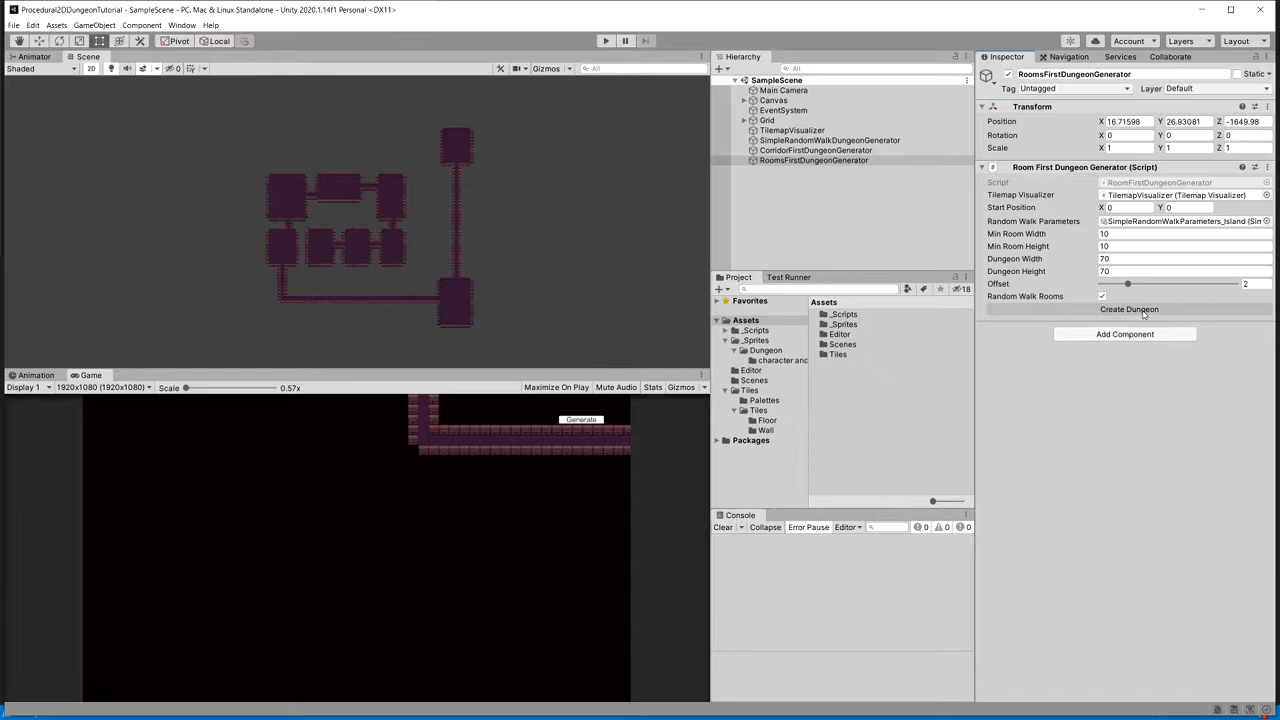 ProceduralDungeonTutorial - SampleScene - PC, Mac & Linux Standalone - Unity 2020.1.14f1 Personal <DX11>
File Edit Assets GameObject Component Window Help
Pivot Local Account Layers Layout
Animator Scene
Shaded 2D 0 Gizmos All
Hierarchy
All
SampleScene
Main Camera
Canvas
EventSystem
Grid
TilemapVisualizer
SimpleRandomWalkDungeonGenerator
CorridorFirstDungeonGenerator
RoomsFirstDungeonGenerator
Inspector Navigation Services Collaborate
RoomsFirstDungeonGenerator Static
Tag Untagged Layer Default
Transform
Position X 16.71598 Y 26.93081 Z -1649.98
Rotation X 0 Y 0 Z 0
Scale X 1 Y 1 Z 1
# Room First Dungeon Generator (Script)
Script RoomFirstDungeonGenerator
Tilemap Visualizer TilemapVisualizer (Tilemap Visualizer)
Start Position X 0 Y 0
Random Walk Parameters SimpleRandomWalkParameters_Island (Sin
Min Room Width 10
Min Room Height 10
Dungeon Width 70
Dungeon Height 70
Offset 2
Random Walk Rooms
Create Dungeon
Add Component
Project Test Runner
18
Favorites
Assets
_Scripts
_Sprites
Dungeon
character and
Editor
Scenes
Tiles
Palettes
Tiles
Floor
Wall
Packages
Assets
_Scripts
_Sprites
Editor
Scenes
Tiles
Animation Game
Display 1 1920x1080 (1920x1080) Scale 0.57x Maximize On Play Mute Audio Stats Gizmos
Generate
Console
Clear Collapse Error Pause Editor 0 0 0